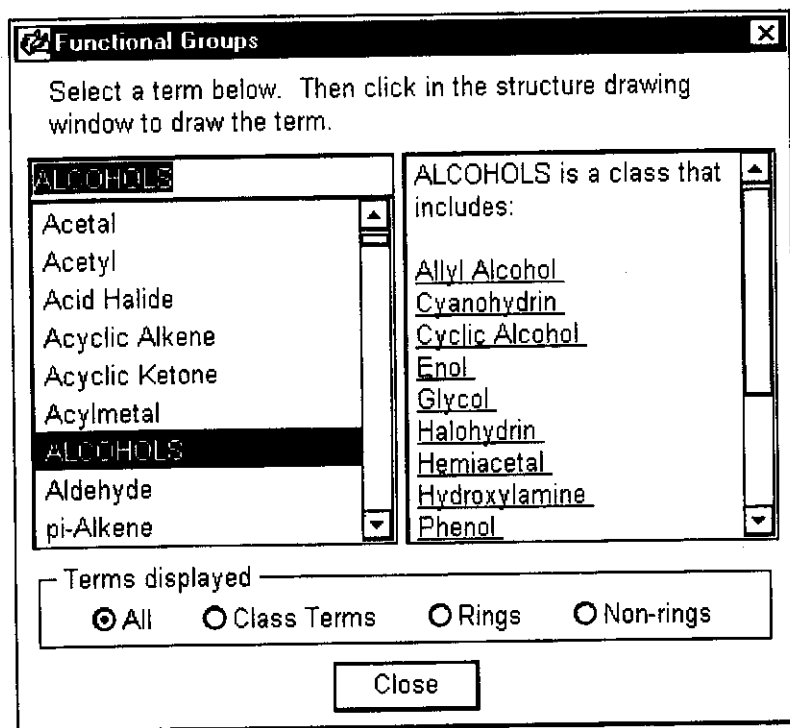 Functional Groups
Select a term below. Then click in the structure drawing
window to draw the term.
ALCOHOLS
Acetal
Acetyl
Acid Halide
Acyclic Alkene
Acyclic Ketone
Acylmetal
ALCOHOLS
Aldehyde
pi-Alkene
ALCOHOLS is a class that
includes:
Allyl Alcohol
Cyanohydrin
Cyclic Alcohol
Enol
Glycol
Halohydrin
Hemiacetal
Hydroxylamine
Phenol
Terms displayed
All Class Terms Rings Non-rings
Close